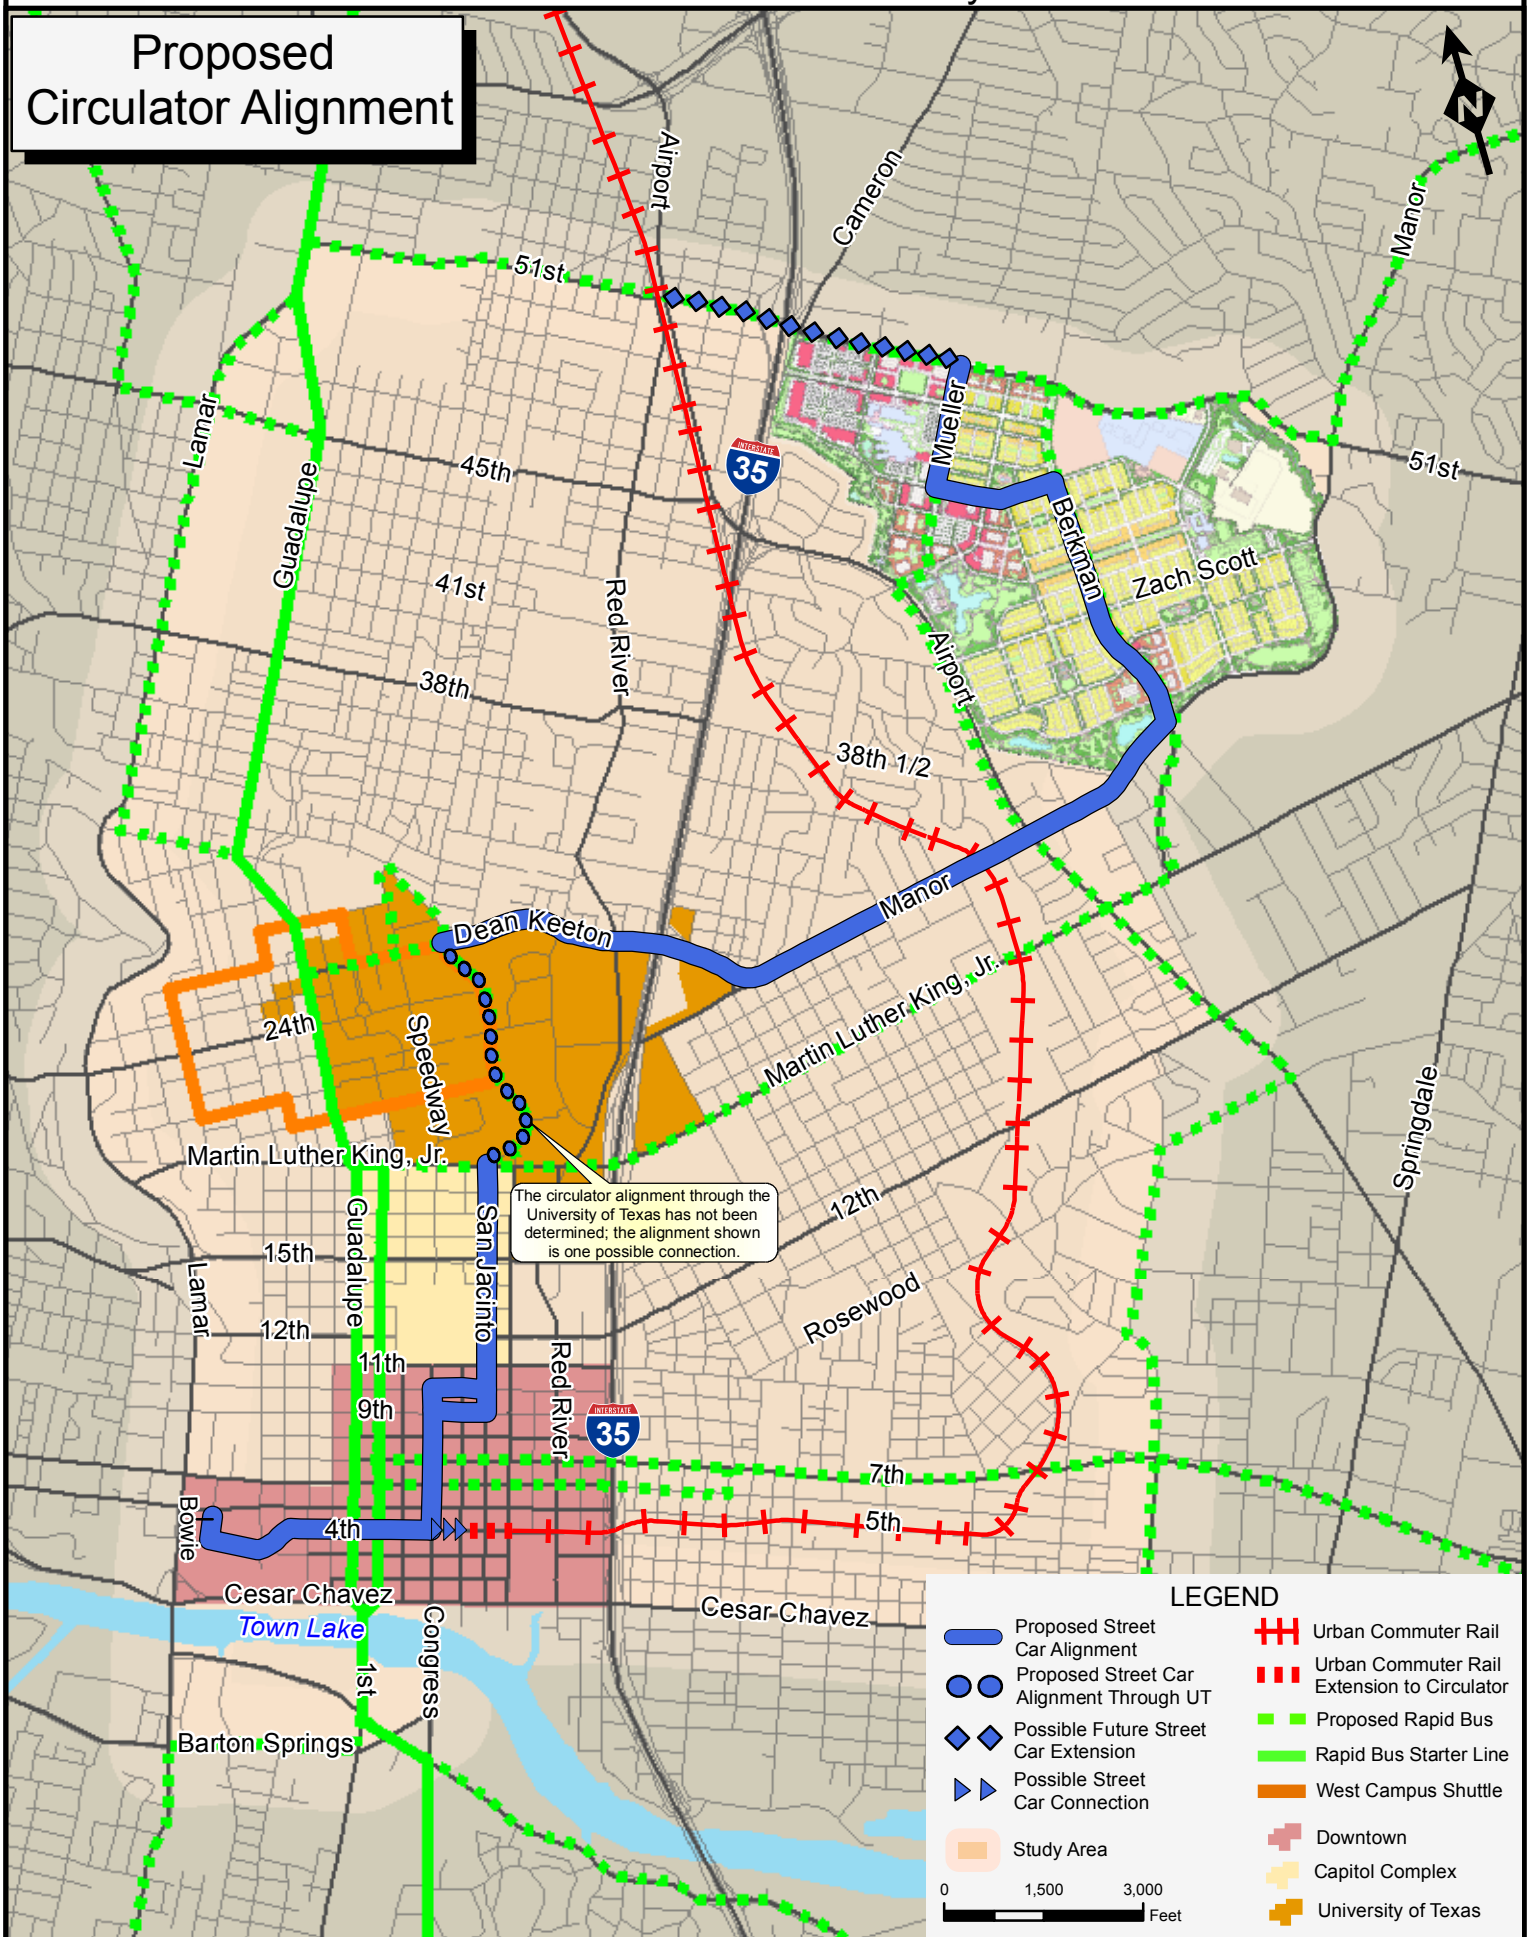 Proposed
Circulator Alignment
N
Airport
Cameron
Manor
51st
Lamar
Guadalupe
45th
INTERSTATE
35
Mueller
51st
41st
Red River
Berkman
Zach Scott
38th
Airport
38th 1/2
Manor
Dean Keeton
24th
Speedway
Martin Luther King, Jr.
Martin Luther King, Jr.
Springdale
The circulator alignment through the
University of Texas has not been
determined; the alignment shown
is one possible connection.
12th
Guadalupe
San Jacinto
15th
Lamar
12th
Rosewood
11th
Red River
9th
INTERSTATE
35
7th
Bowie
4th
5th
Cesar Chavez
Cesar Chavez
Town Lake
1st
Congress
Barton Springs
LEGEND
Proposed Street
Car Alignment
Proposed Street Car
Alignment Through UT
Possible Future Street
Car Extension
Possible Street
Car Connection
Study Area
0 1,500 3,000
Feet
Urban Commuter Rail
Urban Commuter Rail
Extension to Circulator
Proposed Rapid Bus
Rapid Bus Starter Line
West Campus Shuttle
Downtown
Capitol Complex
University of Texas